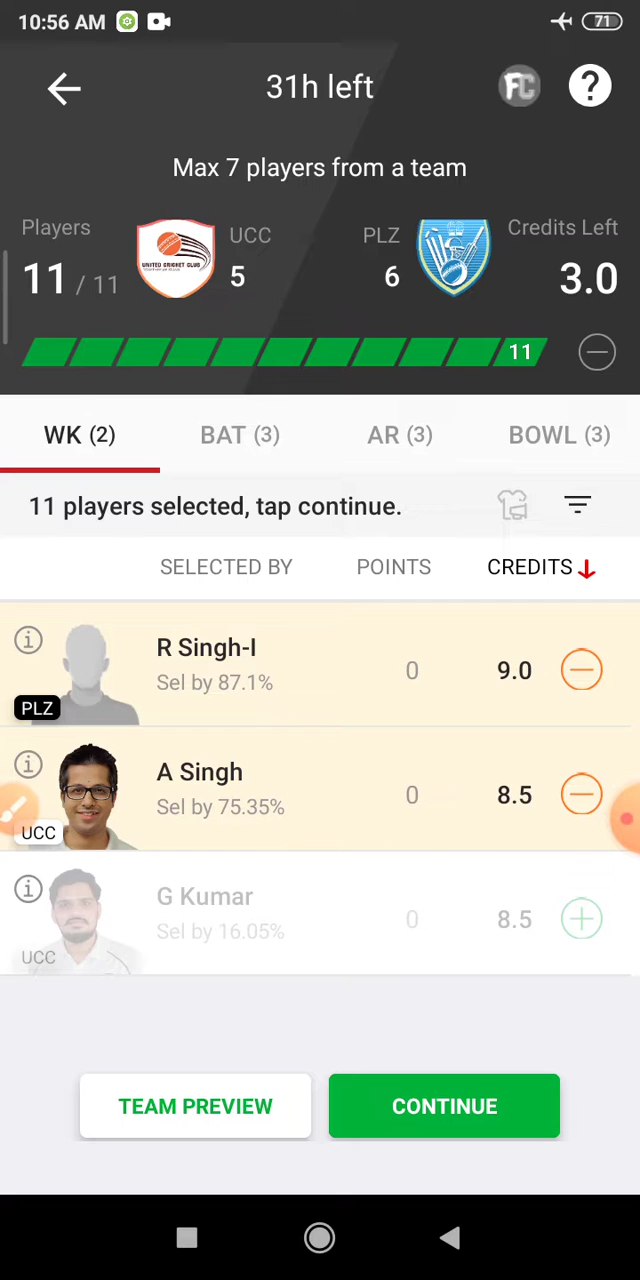 10:56 AM
71
31h left
FC
?
Max 7 players from a team
Players
11 / 11
UNITED CRICKET CLUB
UCC
5
PLZ
6
Credits Left
3.0
11
WK (2)
BAT (3)
AR (3)
BOWL (3)
11 players selected, tap continue.
SELECTED BY
POINTS
CREDITS
R Singh-I
Sel by 87.1%
0
9.0
PLZ
A Singh
Sel by 75.35%
0
8.5
UCC
G Kumar
Sel by 16.05%
0
8.5
UCC
TEAM PREVIEW
CONTINUE